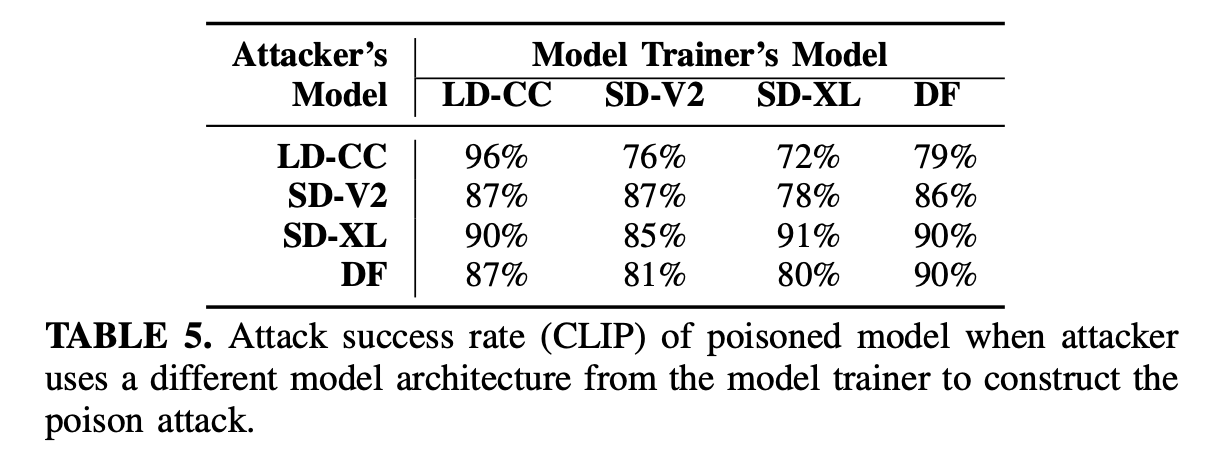 Attacker's Model Trainer's Model
Model LD-CC SD-V2 SD-XL DF
LD-CC 96% 76% 72% 79%
SD-V2 87% 87% 78% 86%
SD-XL 90% 85% 91% 90%
DF 87% 81% 80% 90%
TABLE 5. Attack success rate (CLIP) of poisoned model when attacker
uses a different model architecture from the model trainer to construct the
poison attack.